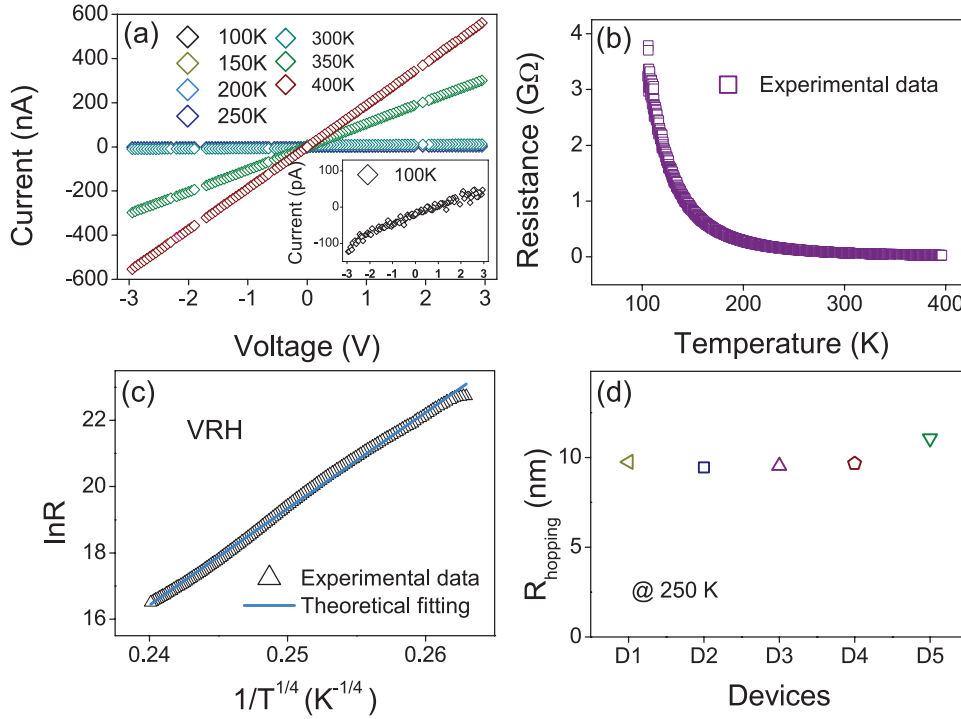 (a)
100K
150K
200K
250K
300K
350K
400K
600
400
200
0
-200
-400
-600
Current (nA)
-3
-2
-1
0
1
2
3
Voltage (V)
100K
100
0
-100
Current (pA)
-3
-2
-1
0
1
2
3
(b)
Experimental data
4
3
2
1
0
Resistance (GΩ)
100
200
300
400
Temperature (K)
(c)
VRH
22
20
18
16
lnR
Experimental data
Theoretical fitting
0.24
0.25
0.26
1/T^1/4 (K^-1/4)
(d)
15
10
5
0
R_hopping (nm)
@ 250 K
D1
D2
D3
D4
D5
Devices